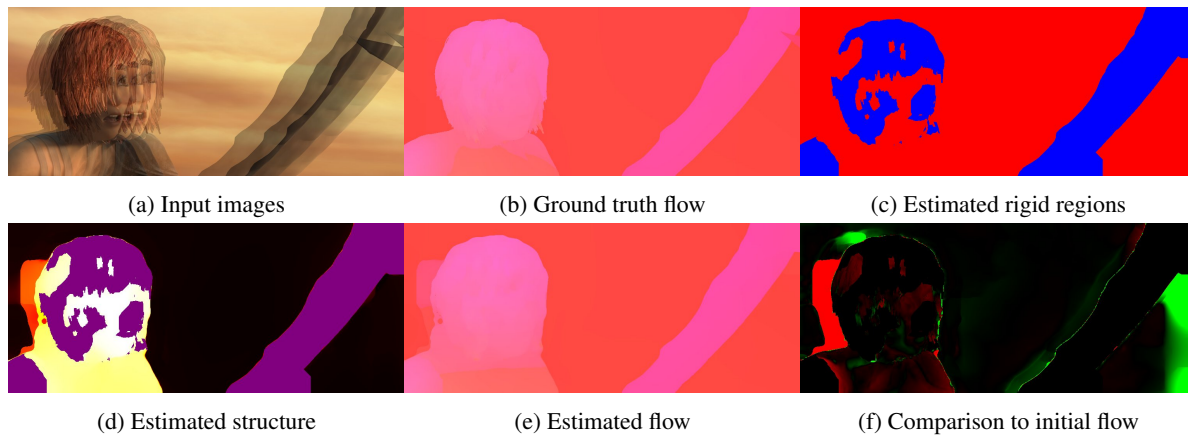 (a) Input images
(b) Ground truth flow
(c) Estimated rigid regions
(d) Estimated structure
(e) Estimated flow
(f) Comparison to initial flow